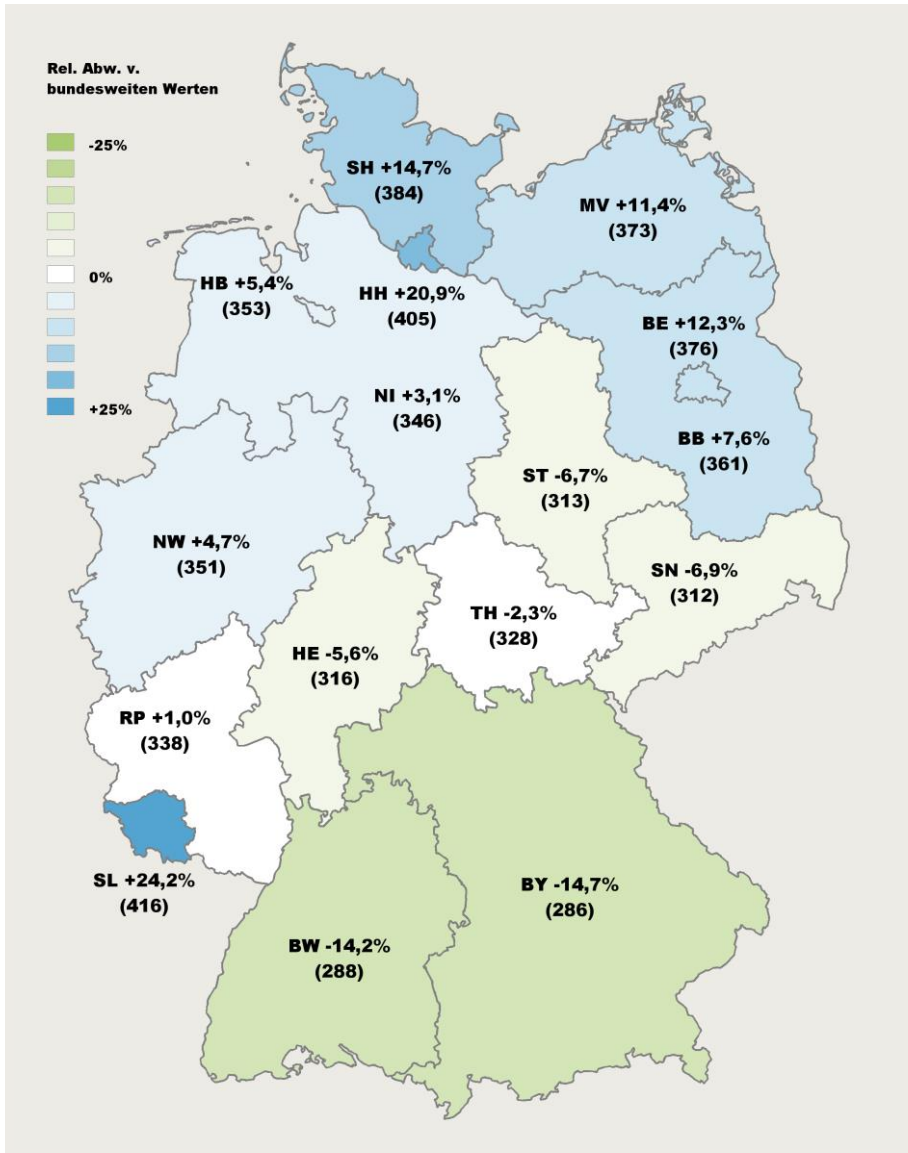 Rel. Abw. v.
bundesweiten Werten
-25%
0%
+25%
SH +14,7%
(384)
MV +11,4%
(373)
HB +5,4%
(353)
HH +20,9%
(405)
BE +12,3%
(376)
NI +3,1%
(346)
BB +7,6%
(361)
ST -6,7%
(313)
NW +4,7%
(351)
SN -6,9%
(312)
TH -2,3%
(328)
HE -5,6%
(316)
RP +1,0%
(338)
SL +24,2%
(416)
BY -14,7%
(286)
BW -14,2%
(288)